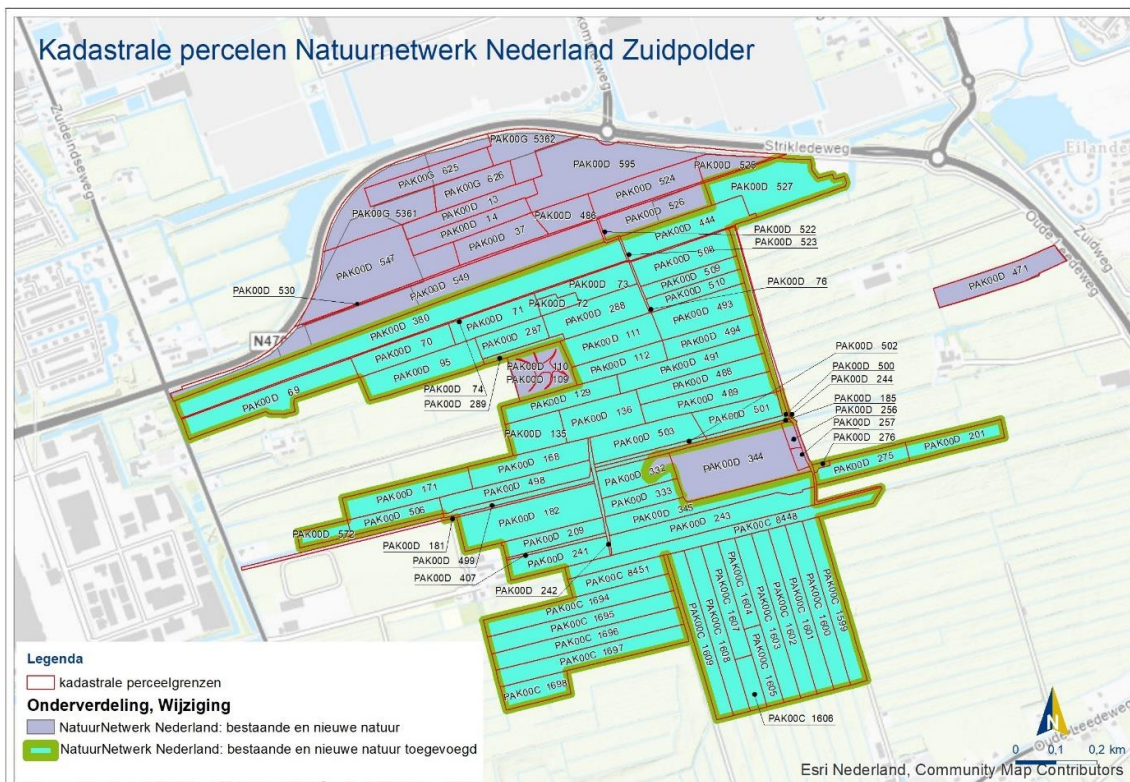 Kadastrale percelen Natuurnetwerk Nederland Zuidpolder
Zuideindseweg
Komkommerweg
Strikledeweg
Eilanden
Oude Leedeweg
Zuidweg
N470
PAK00G 5362
PAK00G 625
PAK00G 626
PAK00D 595
PAK00D 525
PAK00D 524
PAK00D 527
PAK00D 13
PAK00D 14
PAK00D 486
PAK00D 526
PAK00G 5361
PAK00D 37
PAK00D 444
PAK00D 522
PAK00D 523
PAK00D 547
PAK00D 549
PAK00D 508
PAK00D 509
PAK00D 510
PAK00D 471
PAK00D 530
PAK00D 380
PAK00D 73
PAK00D 72
PAK00D 71
PAK00D 76
PAK00D 288
PAK00D 493
PAK00D 70
PAK00D 287
PAK00D 111
PAK00D 494
PAK00D 95
PAK00D 112
PAK00D 491
PAK00D 502
PAK00D 110
PAK00D 109
PAK00D 488
PAK00D 500
PAK00D 244
PAK00D 69
PAK00D 74
PAK00D 289
PAK00D 129
PAK00D 136
PAK00D 489
PAK00D 185
PAK00D 256
PAK00D 257
PAK00D 276
PAK00D 135
PAK00D 503
PAK00D 501
PAK00D 201
PAK00D 275
PAK00D 168
PAK00D 332
PAK00D 344
PAK00D 171
PAK00D 498
PAK00D 333
PAK00D 506
PAK00D 182
PAK00D 345
PAK00D 243
PAK00C 8448
PAK00D 572
PAK00D 209
PAK00D 181
PAK00D 499
PAK00D 407
PAK00D 241
PAK00D 242
PAK00C 8451
PAK00C 1694
PAK00C 1695
PAK00C 1696
PAK00C 1697
PAK00C 1698
PAK00C 1609
PAK00C 1608
PAK00C 1607
PAK00C 1604
PAK00C 1605
PAK00C 1603
PAK00C 1602
PAK00C 1601
PAK00C 1600
PAK00C 1599
PAK00C 1606
Oude Leedeweg
Legenda
kadastrale perceelgrenzen
Onderverdeling, Wijziging
NatuurNetwerk Nederland: bestaande en nieuwe natuur
NatuurNetwerk Nederland: bestaande en nieuwe natuur toegevoegd
N
0 0,1 0,2 km
Esri Nederland, Community Map Contributors